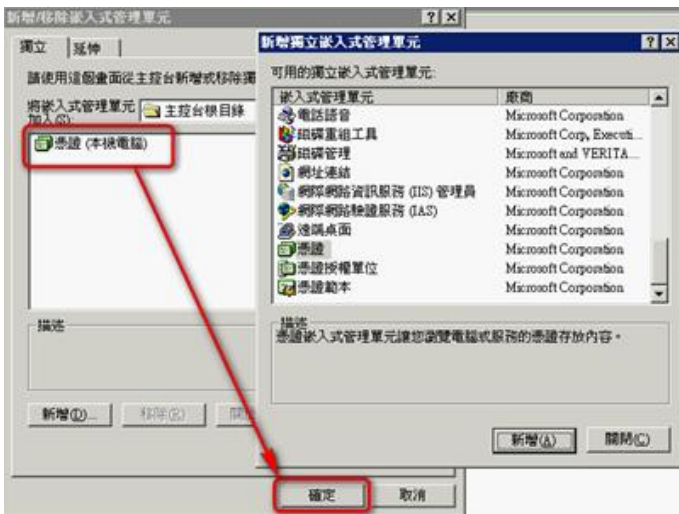 新增/移除嵌入式管理單元
獨立
延伸
請使用這個畫面從主控台新增或移除獨
將嵌入式管理單元加入(S):
主控台根目錄
憑證 (本機電腦)
描述
新增(D)...
移除(R)
確定
取消
新增獨立嵌入式管理單元
可用的獨立嵌入式管理單元:
嵌入式管理單元 廠商
電話語音 Microsoft Corporation
磁碟重組工具 Microsoft Corp, Executi...
磁碟管理 Microsoft and VERITA...
網址連結 Microsoft Corporation
網際網路資訊服務 (IIS) 管理員 Microsoft Corporation
網際網路驗證服務 (IAS) Microsoft Corporation
遠端桌面 Microsoft Corporation
憑證 Microsoft Corporation
憑證授權單位 Microsoft Corporation
憑證範本 Microsoft Corporation
描述
憑證嵌入式管理單元讓您瀏覽電腦或服務的憑證存放內容。
新增(A)
關閉(C)